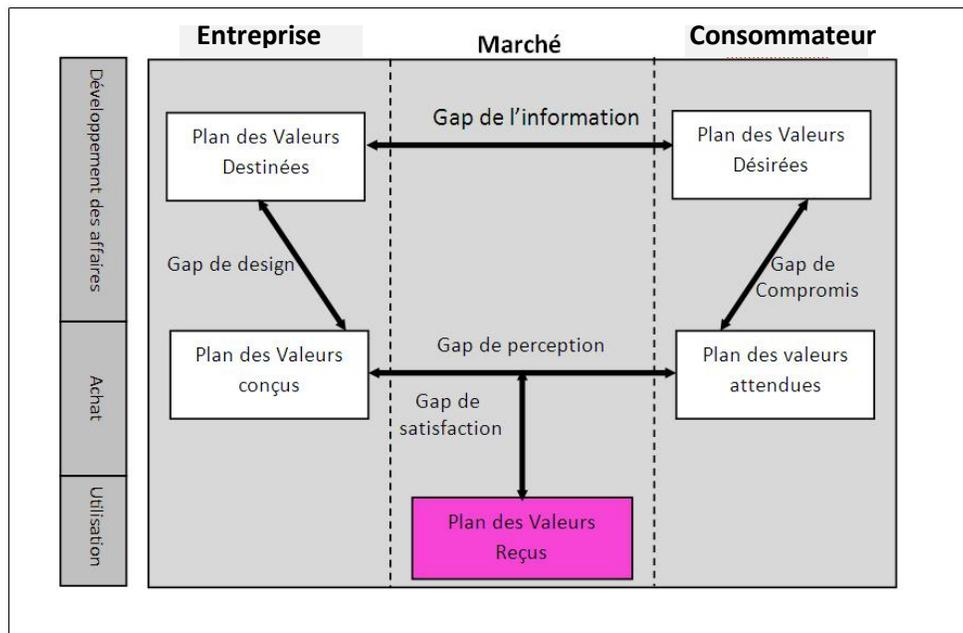 Entreprise
Marché
Consommateur
Développement des affaires
Plan des Valeurs
Destinées
Gap de l’information
Plan des Valeurs
Désirées
Gap de design
Gap de
Compromis
Achat
Plan des Valeurs
conçus
Gap de perception
Plan des valeurs
attendues
Gap de
satisfaction
Utilisation
Plan des Valeurs
Reçus